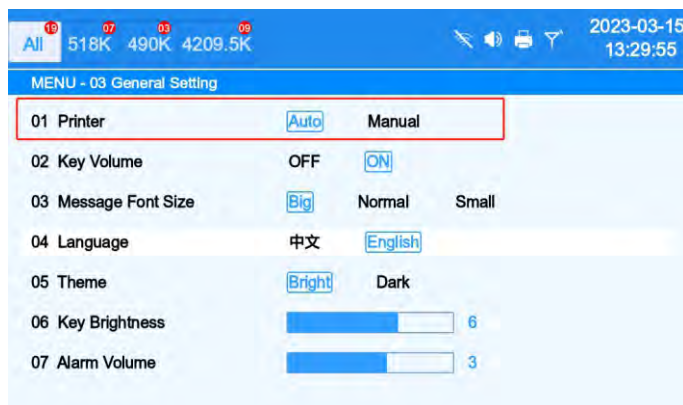 19 07 03 09
All 518K 490K 4209.5K 2023-03-15
13:29:55
MENU - 03 General Setting
01 Printer Auto Manual
02 Key Volume OFF ON
03 Message Font Size Big Normal Small
04 Language 中文 English
05 Theme Bright Dark
06 Key Brightness 6
07 Alarm Volume 3